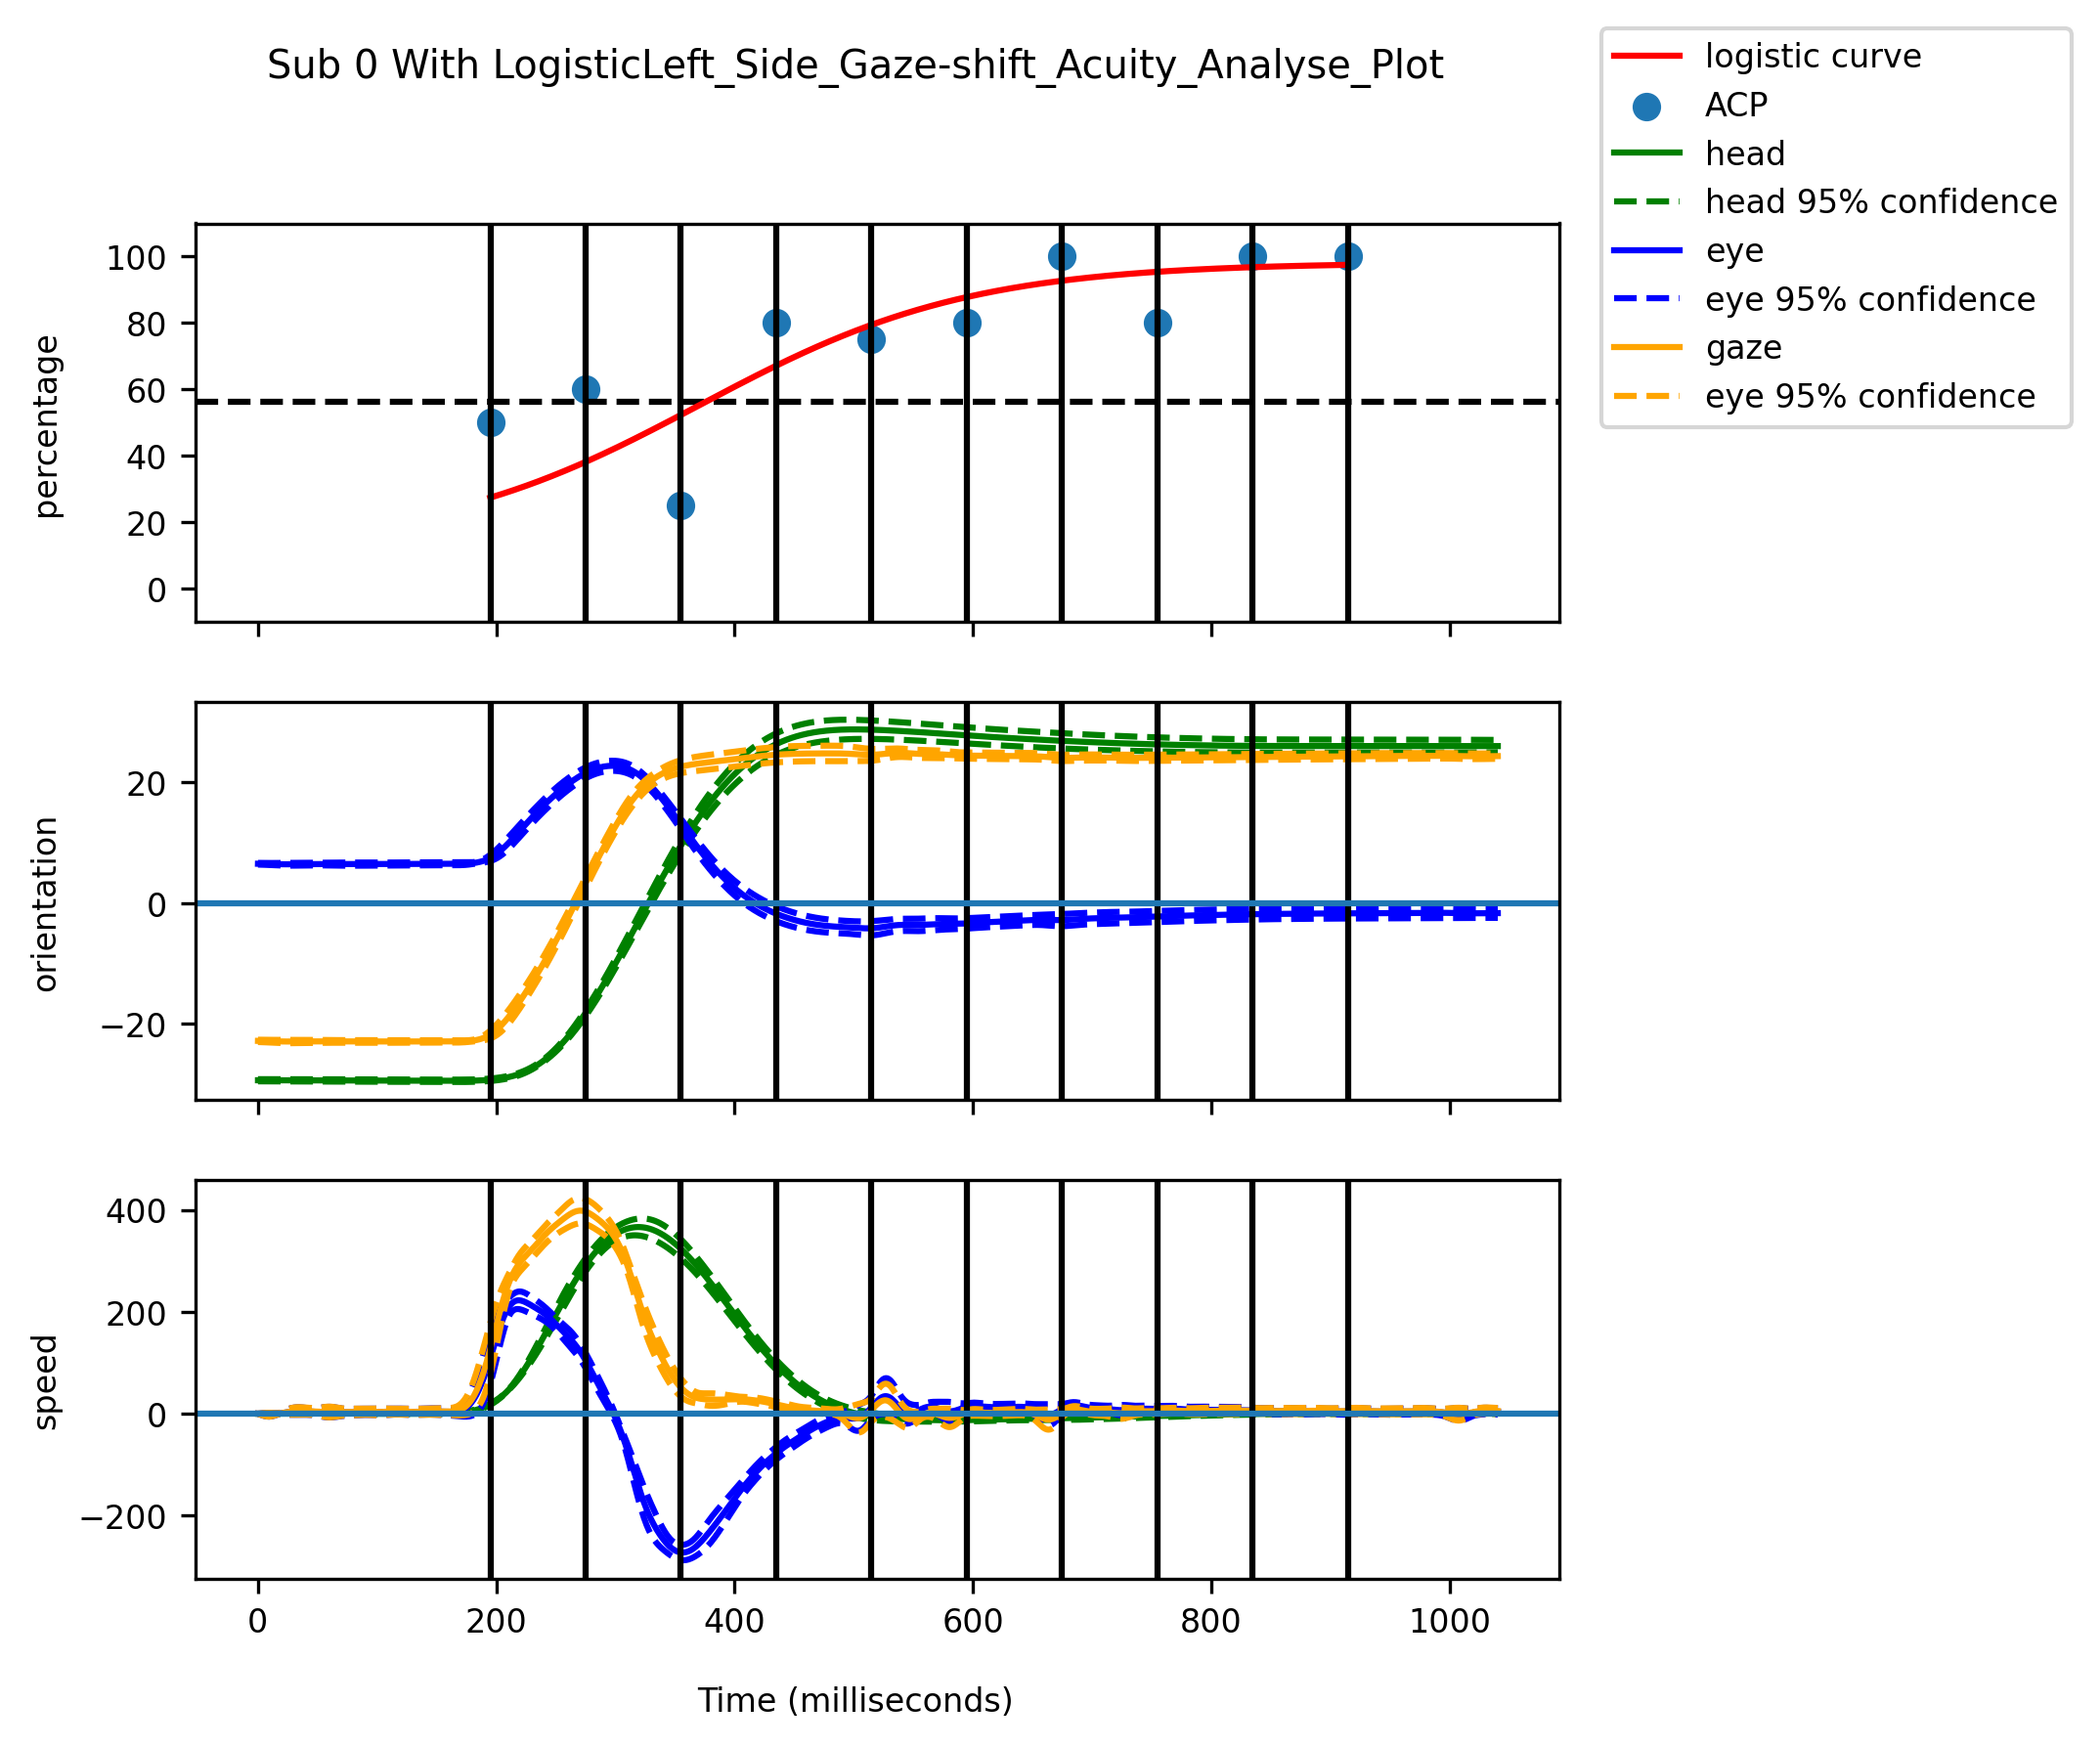 Sub 0 With LogisticLeft_Side_Gaze-shift_Acuity_Analyse_Plot
logistic curve
ACP
head
head 95% confidence
eye
eye 95% confidence
gaze
eye 95% confidence
percentage
100
80
60
40
20
0
orientation
20
0
−20
speed
400
200
0
−200
0 200 400 600 800 1000
Time (milliseconds)